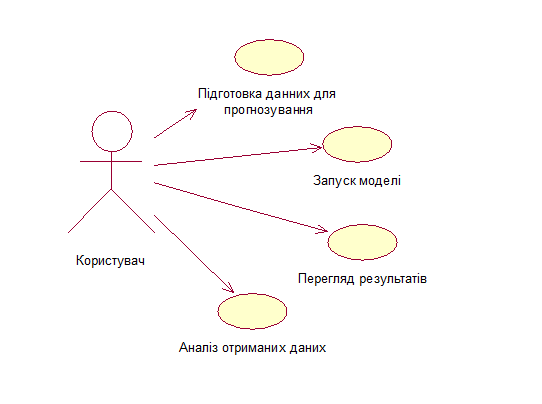 Підготовка данних для
прогнозування
Запуск моделі
Користувач
Перегляд результатів
Аналіз отриманих даних